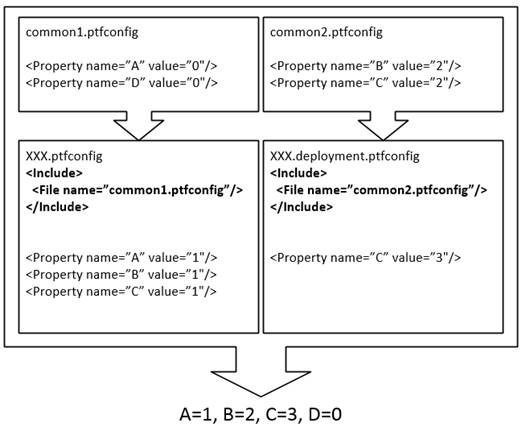 common1.ptfconfig
<Property name=”A” value=”0"/>
<Property name=”D” value=”0"/>
common2.ptfconfig
<Property name=”B” value=”2"/>
<Property name=”C” value=”2"/>
XXX.ptfconfig
<Include>
<File name=”common1.ptfconfig”/>
</Include>
<Property name=”A” value=”1"/>
<Property name=”B” value=”1"/>
<Property name=”C” value=”1"/>
XXX.deployment.ptfconfig
<Include>
<File name=”common2.ptfconfig”/>
</Include>
<Property name=”C” value=”3"/>
A=1, B=2, C=3, D=0